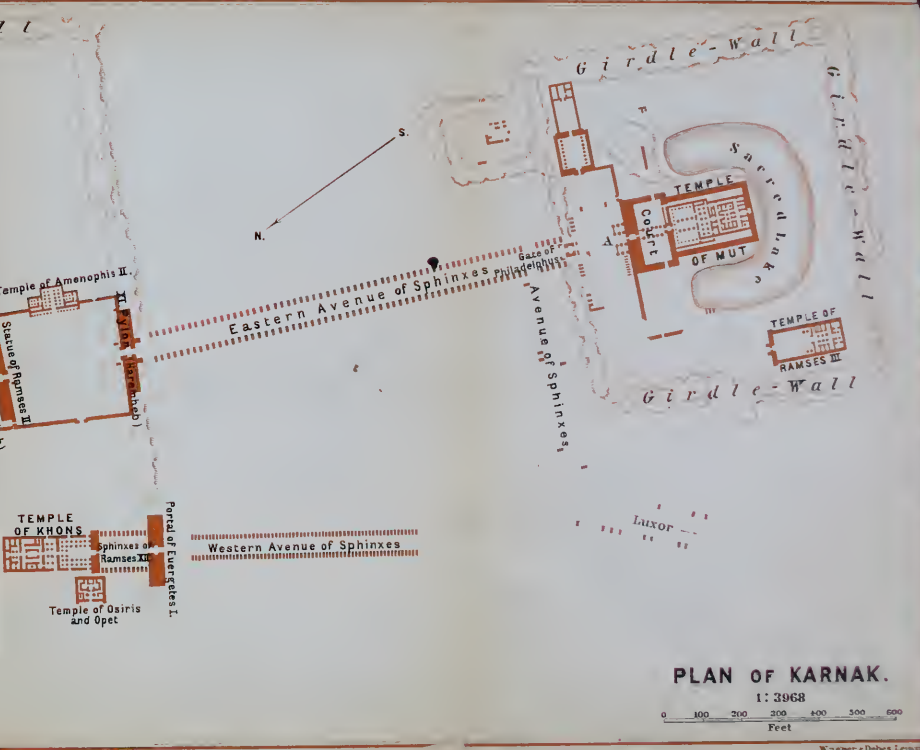 Girdle-Wall
Girdle-Wall
S.
N.
F
Sacred Lake
TEMPLE
OF MUT
Court
A
Gate of
Philadelphus
Eastern Avenue of Sphinxes
Avenue of Sphinxes
Temple of Amenophis II.
Pylon
(Haremheb)
Statue of Ramses II
TEMPLE OF
RAMSES III
Girdle-Wall
Luxor
TEMPLE
OF KHONS
Sphinxes of
Ramses XII
Portal of Euergetes I.
Western Avenue of Sphinxes
Temple of Osiris
and Opet
PLAN OF KARNAK.
1:3968
0 100 200 300 400 500 600
Feet